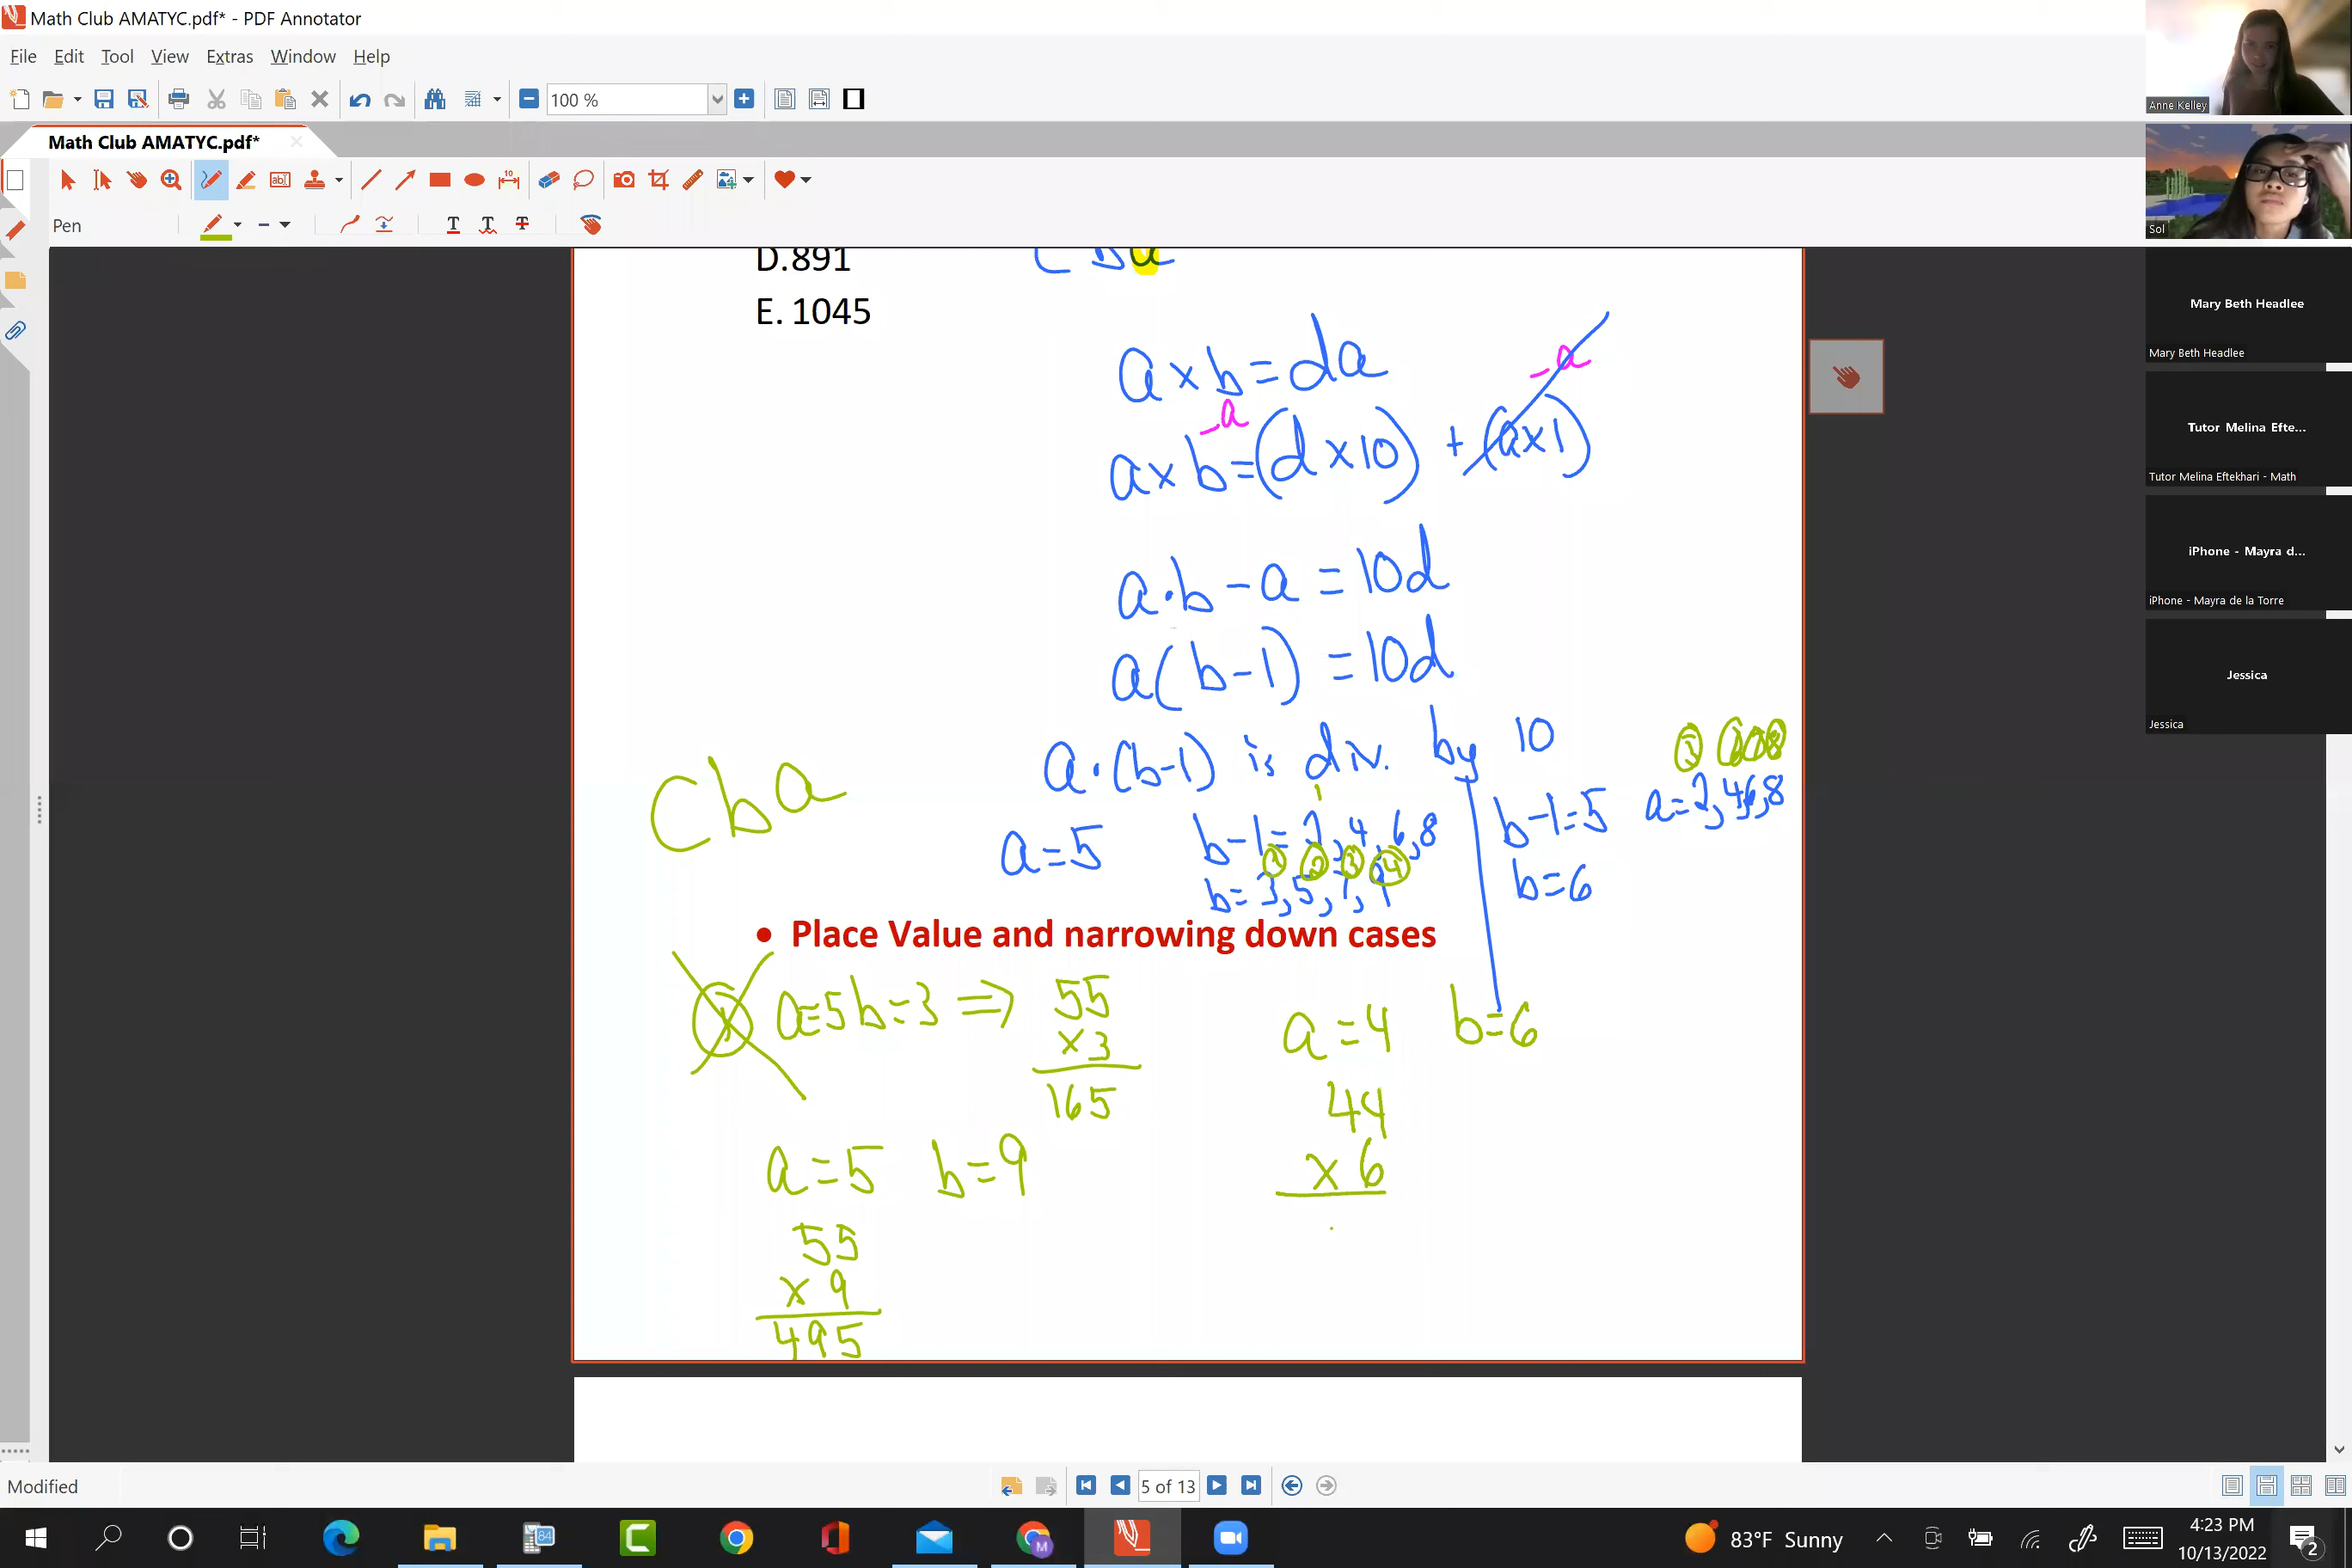 Math Club AMATYC.pdf* - PDF Annotator
File Edit Tool View Extras Window Help
100 %
Math Club AMATYC.pdf*
Pen
D. 891
E. 1045
a × b = da
-a
-a
a × b = (d × 10) + (a × 1)
a · b - a = 10d
a(b - 1) = 10d
a · (b-1) is div. by 10
Cba
a = 5
b-1 = 2, 4, 6, 8
b = 3, 5, 7, 9
b-1 = 5
b = 6
a = 2, 4, 6, 8
• Place Value and narrowing down cases
a=5 b=3 ⇒ 55
× 3
165
a = 5 b = 9
55
× 9
495
a = 4 b = 6
44
× 6
Anne Kelley
Sol
Mary Beth Headlee
Mary Beth Headlee
Tutor Melina Efte...
Tutor Melina Eftekhari - Math
iPhone - Mayra d...
iPhone - Mayra de la Torre
Jessica
Jessica
Modified
5 of 13
83°F Sunny
4:23 PM
10/13/2022
2